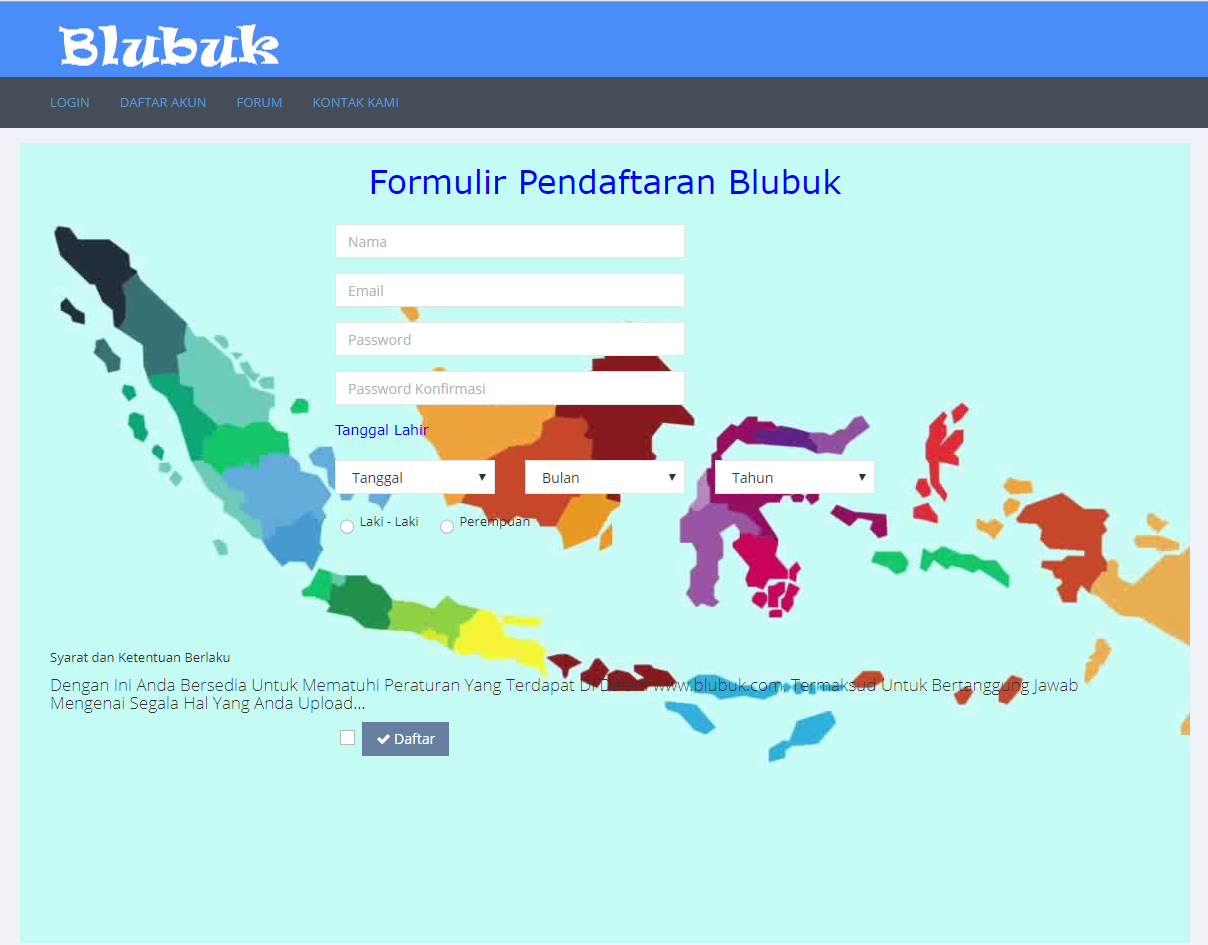 Blubuk
LOGIN DAFTAR AKUN FORUM KONTAK KAMI
Formulir Pendaftaran Blubuk
Nama
Email
Password
Password Konfirmasi
Tanggal Lahir
Tanggal Bulan Tahun
Laki - Laki Perempuan
Syarat dan Ketentuan Berlaku
Dengan Ini Anda Bersedia Untuk Mematuhi Peraturan Yang Terdapat Di Dalam www.blubuk.com, Termaksud Untuk Bertanggung Jawab
Mengenai Segala Hal Yang Anda Upload...
Daftar